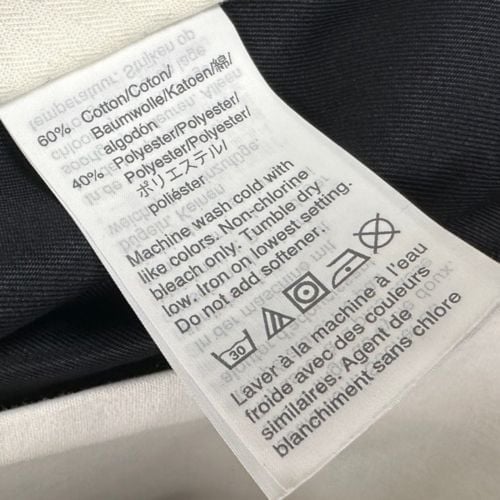 60% Cotton/Coton/
Baumwolle/Katoen/綿/
algodón
40% Polyester/Polyester/
Polyester/Polyester/
ポリエステル/
poliéster
Machine wash cold with
like colors. Non-chlorine
bleach only. Tumble dry
low. Iron on lowest setting.
Do not add softener.
30
Laver à la machine à l'eau
froide avec des couleurs
similaires. Agent de
blanchiment sans chlore